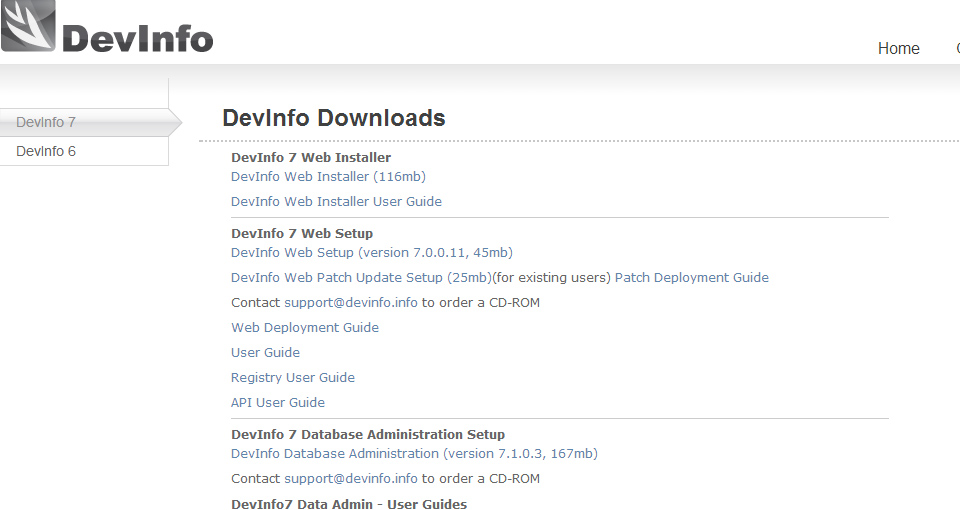 DevInfo
Home
DevInfo 7
DevInfo 6
DevInfo Downloads
DevInfo 7 Web Installer
DevInfo Web Installer (116mb)
DevInfo Web Installer User Guide
DevInfo 7 Web Setup
DevInfo Web Setup (version 7.0.0.11, 45mb)
DevInfo Web Patch Update Setup (25mb)(for existing users) Patch Deployment Guide
Contact support@devinfo.info to order a CD-ROM
Web Deployment Guide
User Guide
Registry User Guide
API User Guide
DevInfo 7 Database Administration Setup
DevInfo Database Administration (version 7.1.0.3, 167mb)
Contact support@devinfo.info to order a CD-ROM
DevInfo7 Data Admin - User Guides